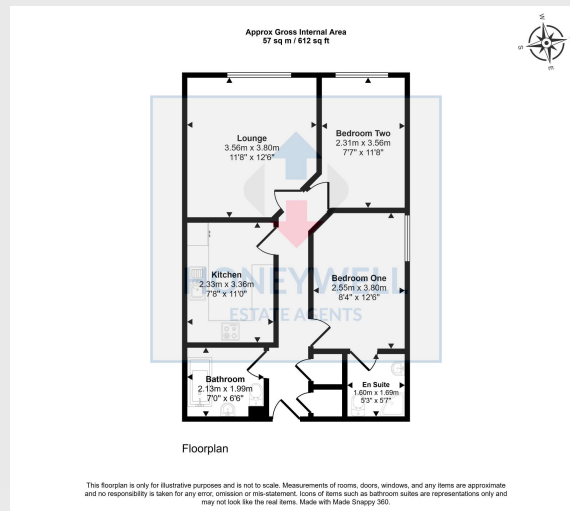 Approx Gross Internal Area
57 sq m / 612 sq ft
W
S
E
Lounge
3.56m x 3.80m
11'8" x 12'6"
Bedroom Two
2.31m x 3.56m
7'7" x 11'8"
Kitchen
2.33m x 3.36m
7'8" x 11'0"
Bedroom One
2.55m x 3.80m
8'4" x 12'6"
HONEYWELL
ESTATE AGENTS
Bathroom
2.13m x 1.99m
7'0" x 6'6"
En Suite
1.60m x 1.69m
5'3" x 5'7"
Floorplan
This floorplan is only for illustrative purposes and is not to scale. Measurements of rooms, doors, windows, and any items are approximate
and no responsibility is taken for any error, omission or mis-statement. Icons of items such as bathroom suites are representations only and
may not look like the real items. Made with Made Snappy 360.